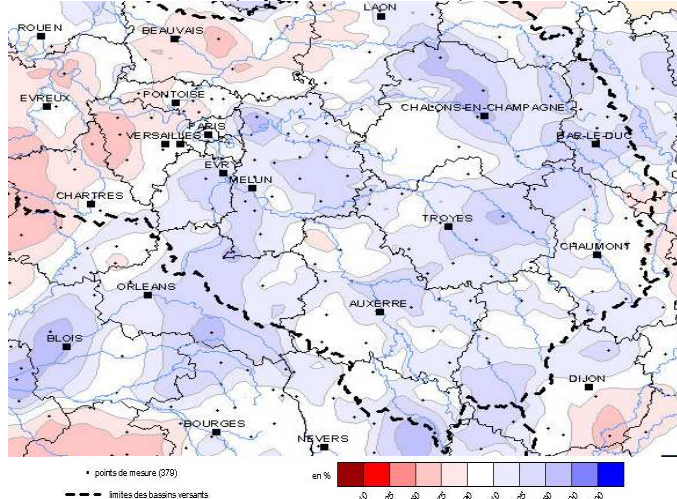 ROUEN
LAON
BEAUVAIS
EVREUX
PONTOISE
CHALONS-EN-CHAMPAGNE
PARIS
VERSAILLES
BAR-LE-DUC
EVRY
MELUN
CHARTRES
TROYES
CHAUMONT
ORLEANS
AUXERRE
BLOIS
DIJON
BOURGES
NEVERS
points de mesure (379)
en %
limites des bassins versants